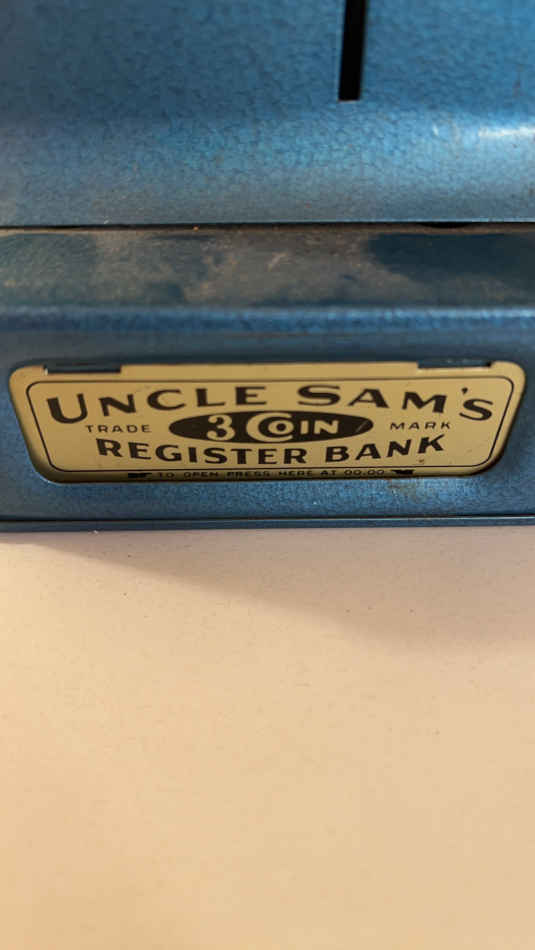 UNCLE SAM'S
TRADE 3 COIN MARK
REGISTER BANK
TO OPEN PRESS HERE AT 00.00